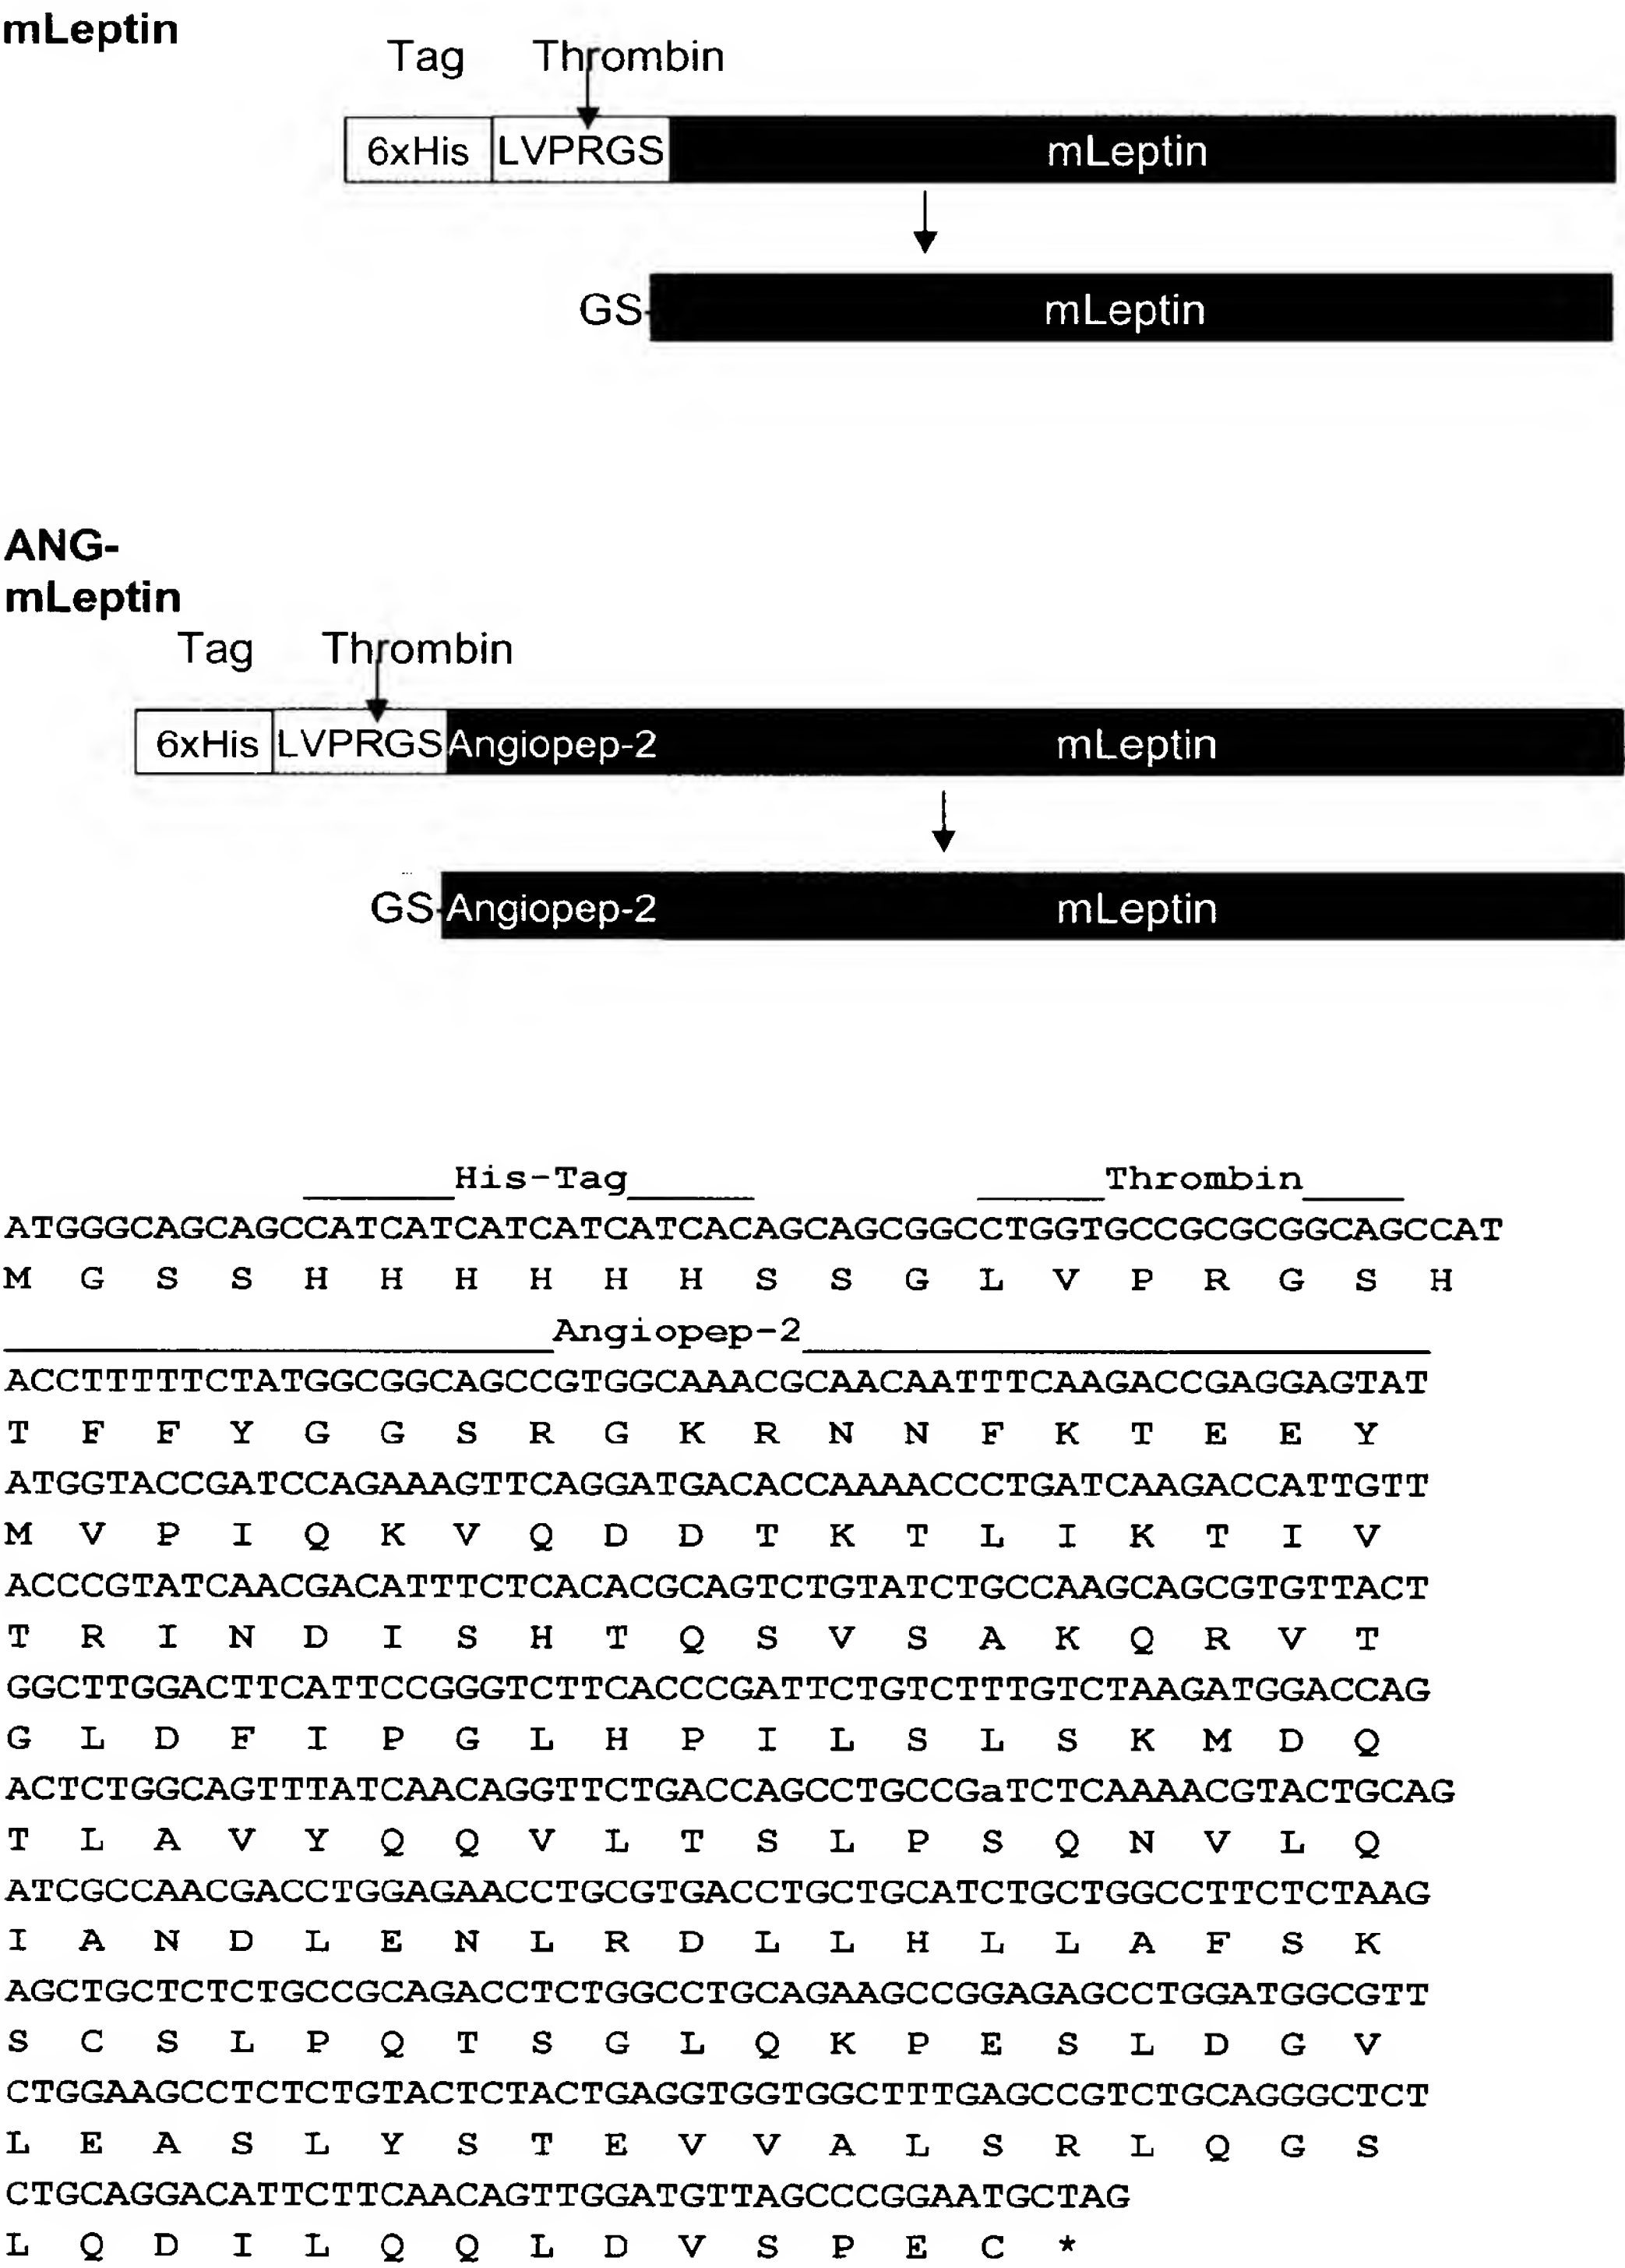 mLeptin
Tag Thrombin
6xHis LVPRGS mLeptin
GS mLeptin
ANG-
mLeptin
Tag Thrombin
6xHis LVPRGS Angiopep-2 mLeptin
GS Angiopep-2 mLeptin
His-Tag Thrombin
ATGGGCAGCAGCCATCATCATCATCATCACAGCAGCGGCCTGGTGCCGCGCGGCAGCCAT
M G S S H H H H H H S S G L V P R G S H
Angiopep-2
ACCTTTTTCTATGGCGGCAGCCGTGGCAAACGCAACAATTTCAAGACCGAGGAGTAT
T F F Y G G S R G K R N N F K T E E Y
ATGGTACCGATCCAGAAAGTTCAGGATGACACCAAAACCCTGATCAAGACCATTGTT
M V P I Q K V Q D D T K T L I K T I V
ACCCGTATCAACGACATTTCTCACACGCAGTCTGTATCTGCCAAGCAGCGTGTTACT
T R I N D I S H T Q S V S A K Q R V T
GGCTTGGACTTCATTCCGGGTCTTCACCCGATTCTGTCTTTGTCTAAGATGGACCAG
G L D F I P G L H P I L S L S K M D Q
ACTCTGGCAGTTTATCAACAGGTTCTGACCAGCCTGCCGaTCTCAAAACGTACTGCAG
T L A V Y Q Q V L T S L P S Q N V L Q
ATCGCCAACGACCTGGAGAACCTGCGTGACCTGCTGCATCTGCTGGCCTTCTCTAAG
I A N D L E N L R D L L H L L A F S K
AGCTGCTCTCTGCCGCAGACCTCTGGCCTGCAGAAGCCGGAGAGCCTGGATGGCGTT
S C S L P Q T S G L Q K P E S L D G V
CTGGAAGCCTCTCTGTACTCTACTGAGGTGGTGGCTTTGAGCCGTCTGCAGGGCTCT
L E A S L Y S T E V V A L S R L Q G S
CTGCAGGACATTCTTCAACAGTTGGATGTTAGCCCGGAATGCTAG
L Q D I L Q Q L D V S P E C *